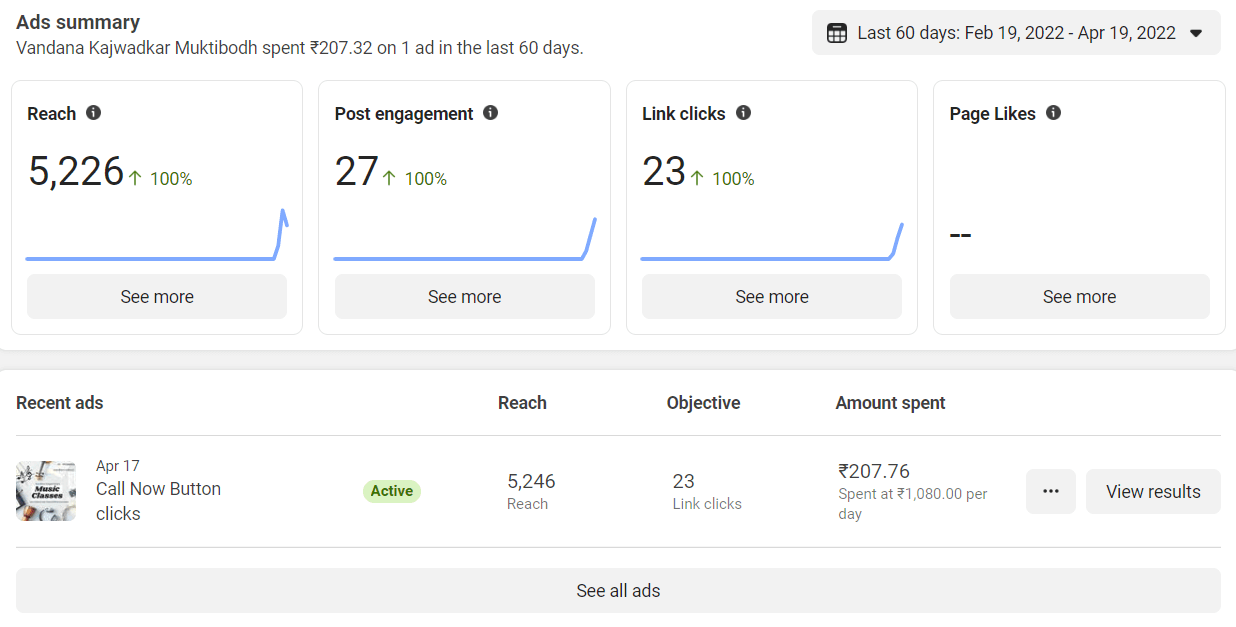 Ads summary
Vandana Kajwadkar Muktibodh spent ₹207.32 on 1 ad in the last 60 days.
Last 60 days: Feb 19, 2022 - Apr 19, 2022
Reach
5,226 ↑ 100%
See more
Post engagement
27 ↑ 100%
See more
Link clicks
23 ↑ 100%
See more
Page Likes
--
See more
Recent ads Reach Objective Amount spent
Music
Classes
Apr 17
Call Now Button
clicks
Active
5,246
Reach
23
Link clicks
₹207.76
Spent at ₹1,080.00 per
day
View results
See all ads